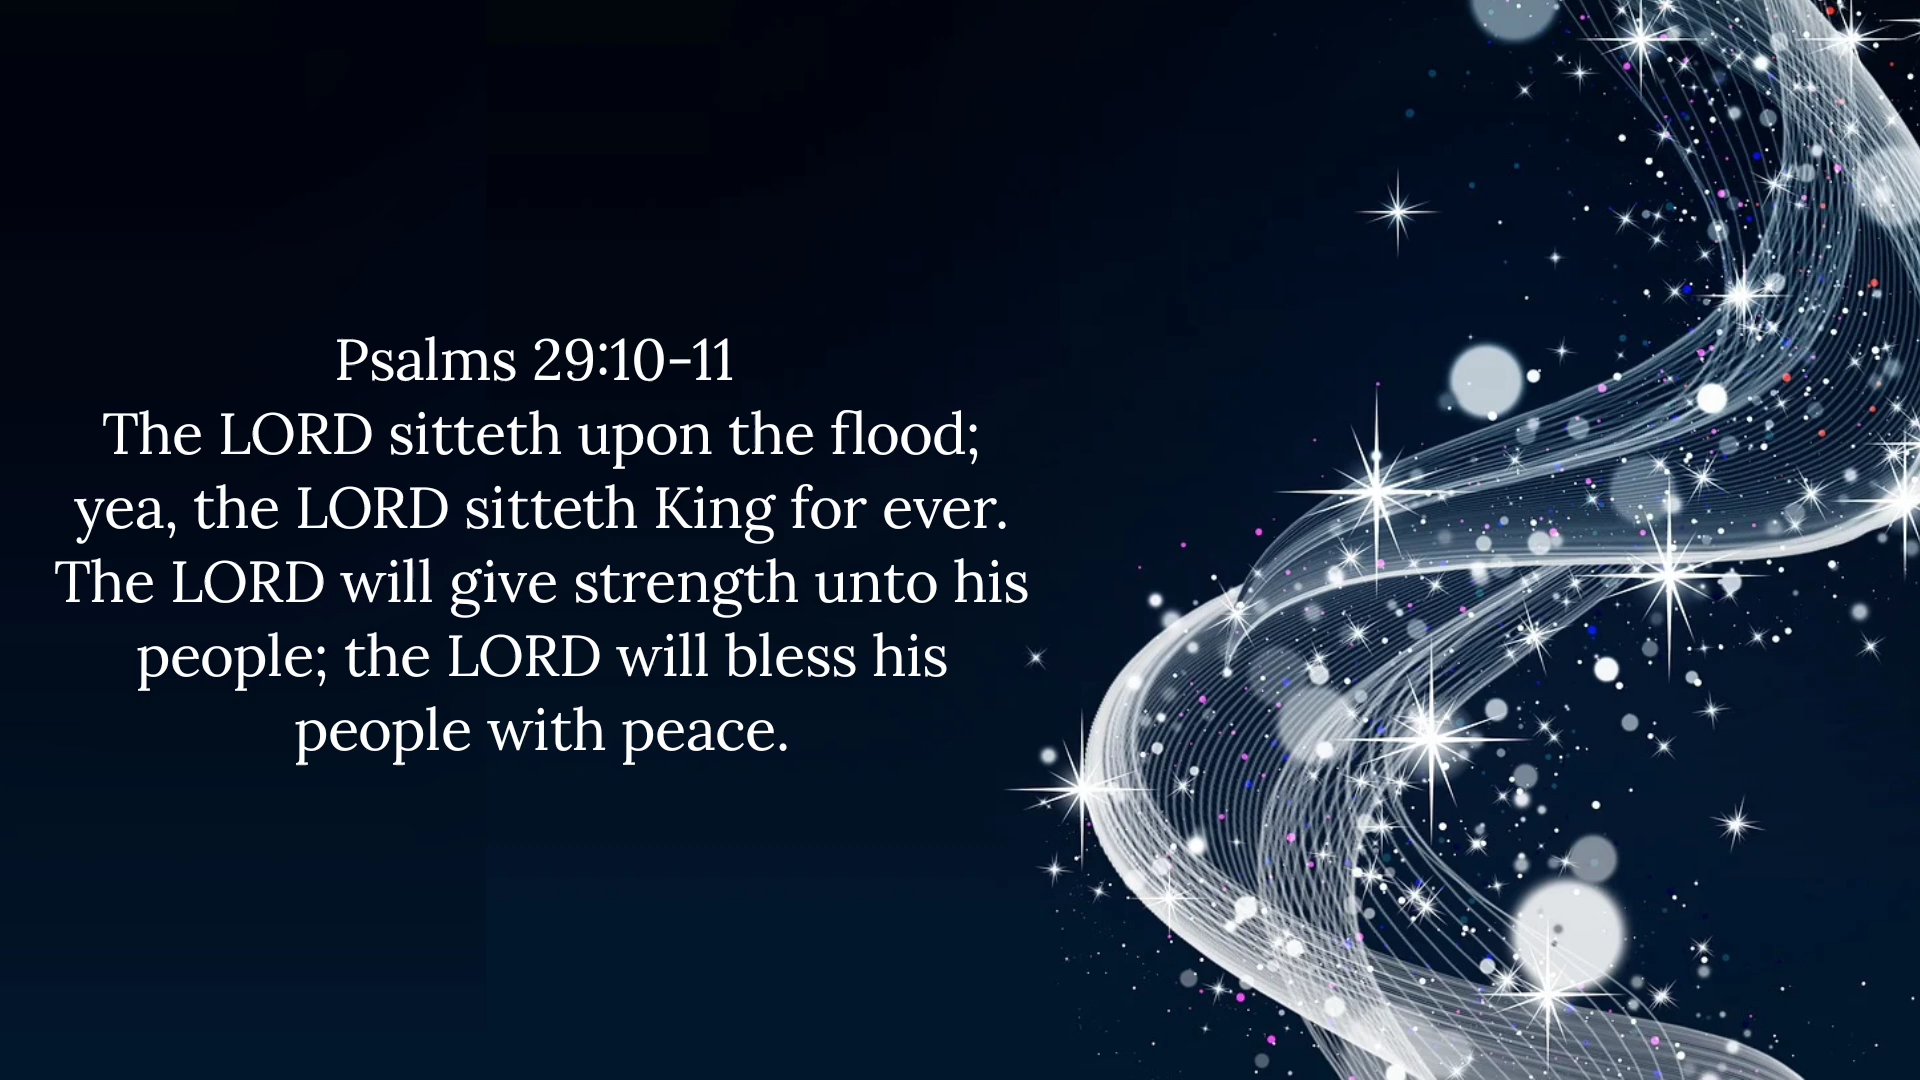 Psalms 29:10-11
The LORD sitteth upon the flood;
yea, the LORD sitteth King for ever.
The LORD will give strength unto his
people; the LORD will bless his
people with peace.